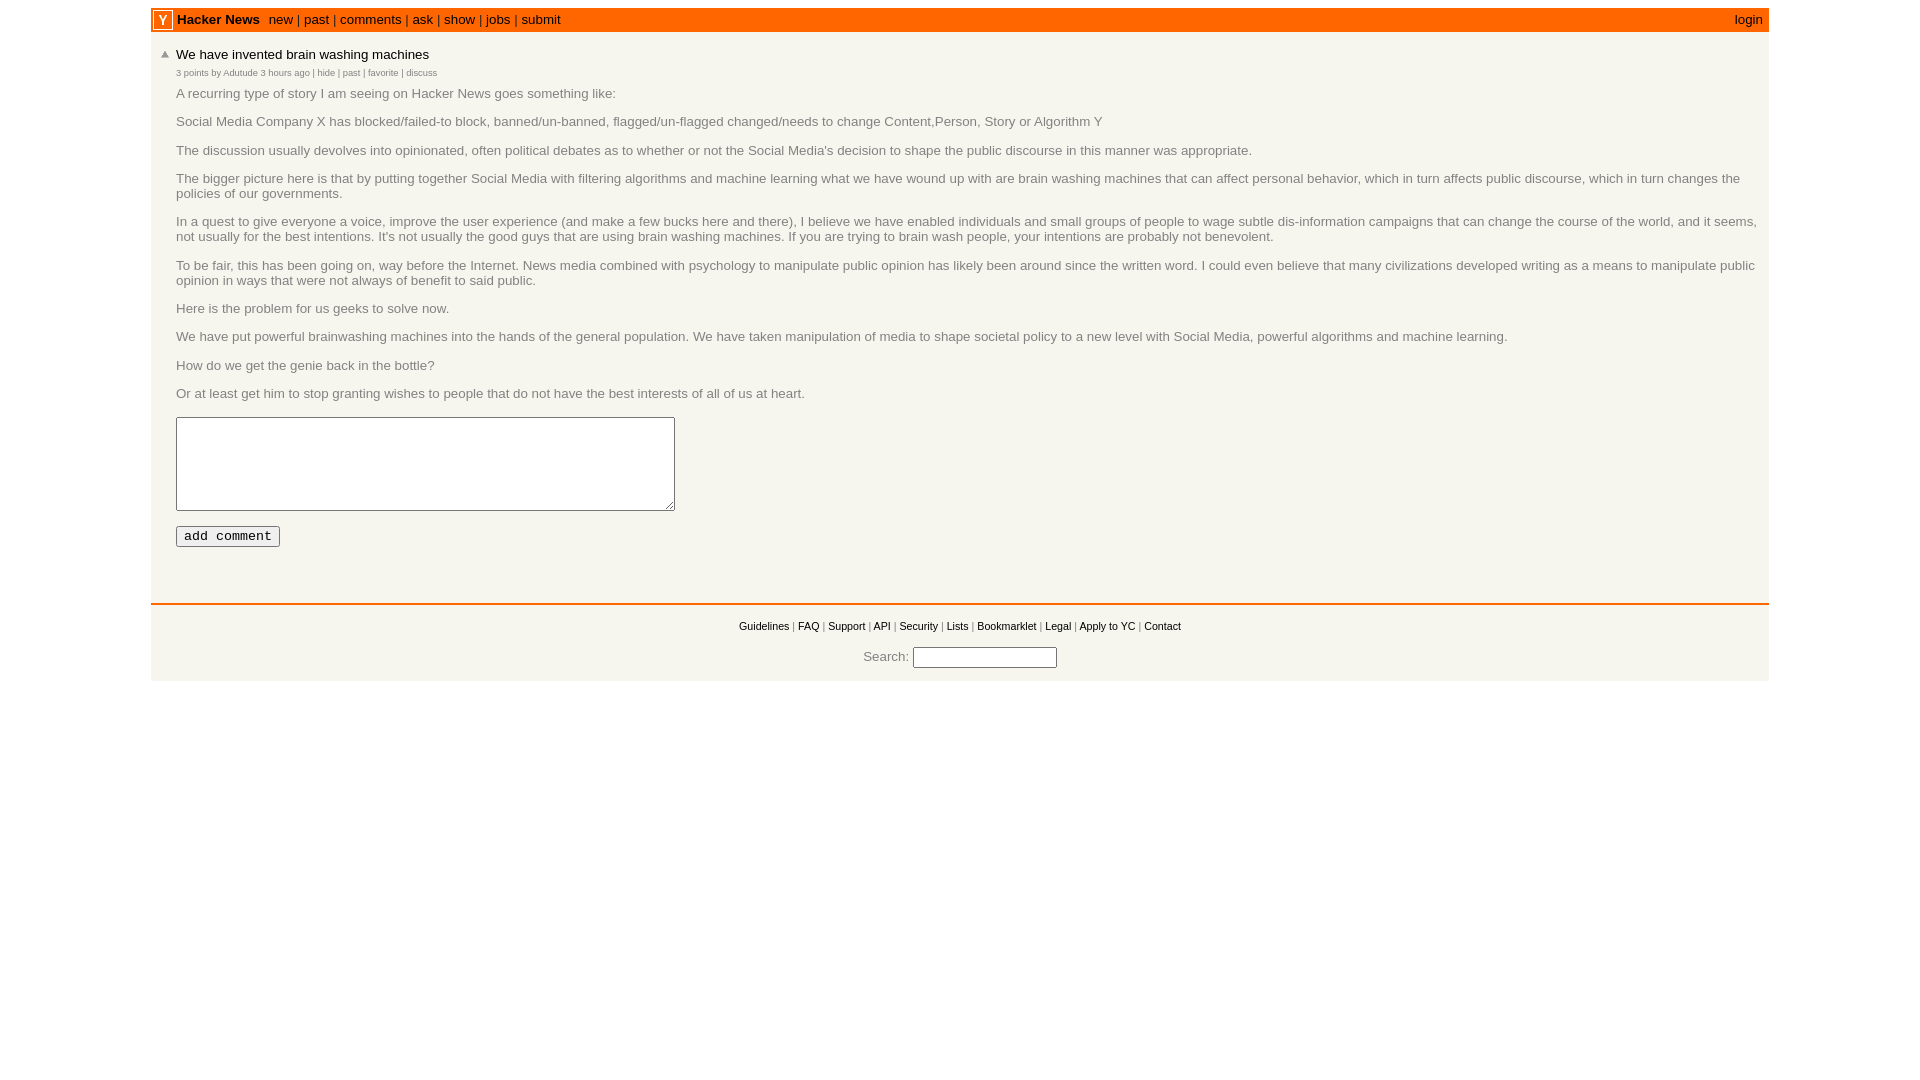 Y Hacker News new | past | comments | ask | show | jobs | submit login
We have invented brain washing machines
3 points by Adutude 3 hours ago | hide | past | favorite | discuss
A recurring type of story I am seeing on Hacker News goes something like:
Social Media Company X has blocked/failed-to block, banned/un-banned, flagged/un-flagged changed/needs to change Content,Person, Story or Algorithm Y
The discussion usually devolves into opinionated, often political debates as to whether or not the Social Media's decision to shape the public discourse in this manner was appropriate.
The bigger picture here is that by putting together Social Media with filtering algorithms and machine learning what we have wound up with are brain washing machines that can affect personal behavior, which in turn affects public discourse, which in turn changes the
policies of our governments.
In a quest to give everyone a voice, improve the user experience (and make a few bucks here and there), I believe we have enabled individuals and small groups of people to wage subtle dis-information campaigns that can change the course of the world, and it seems,
not usually for the best intentions. It's not usually the good guys that are using brain washing machines. If you are trying to brain wash people, your intentions are probably not benevolent.
To be fair, this has been going on, way before the Internet. News media combined with psychology to manipulate public opinion has likely been around since the written word. I could even believe that many civilizations developed writing as a means to manipulate public
opinion in ways that were not always of benefit to said public.
Here is the problem for us geeks to solve now.
We have put powerful brainwashing machines into the hands of the general population. We have taken manipulation of media to shape societal policy to a new level with Social Media, powerful algorithms and machine learning.
How do we get the genie back in the bottle?
Or at least get him to stop granting wishes to people that do not have the best interests of all of us at heart.
add comment
Guidelines | FAQ | Support | API | Security | Lists | Bookmarklet | Legal | Apply to YC | Contact
Search: